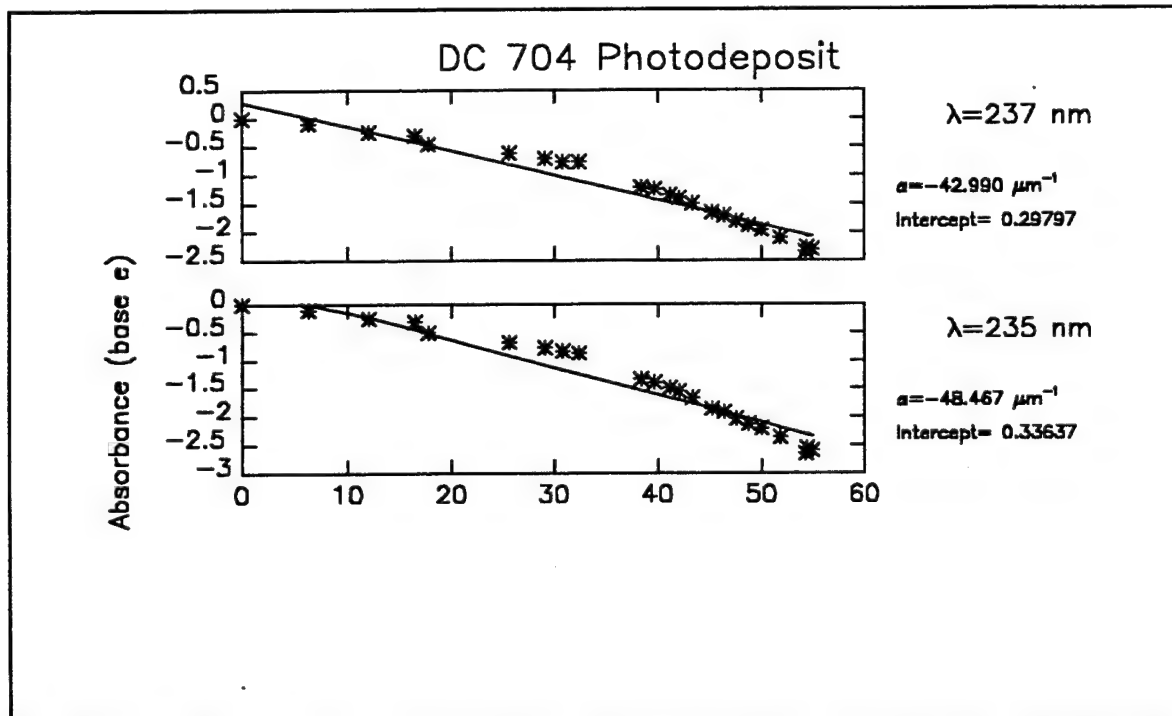 DC 704 Photodeposit
0.5
0
−0.5
−1
−1.5
−2
−2.5
λ=237 nm
a=−42.990 μm⁻¹
Intercept= 0.29797
Absorbance (base e)
0
−0.5
−1
−1.5
−2
−2.5
−3
0 10 20 30 40 50 60
λ=235 nm
a=−48.467 μm⁻¹
Intercept= 0.33637